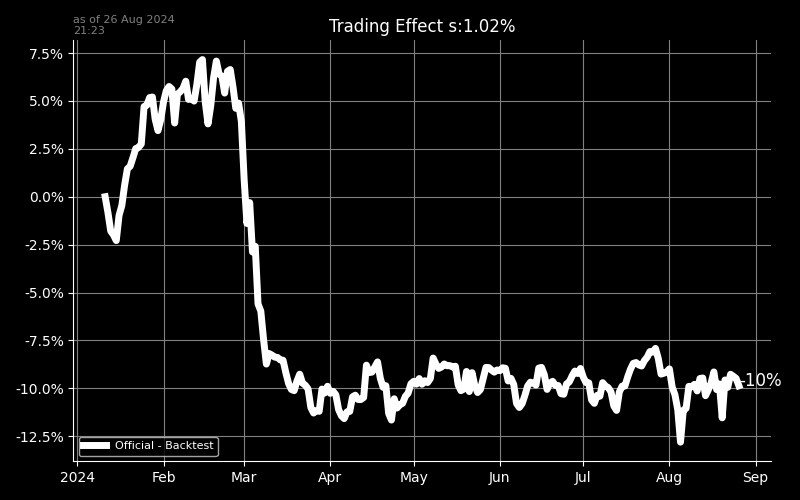 as of 26 Aug 2024
21:23
Trading Effect s:1.02%
7.5%
5.0%
2.5%
0.0%
-2.5%
-5.0%
-7.5%
-10.0%
-12.5%
-10%
Official - Backtest
2024 Feb Mar Apr May Jun Jul Aug Sep